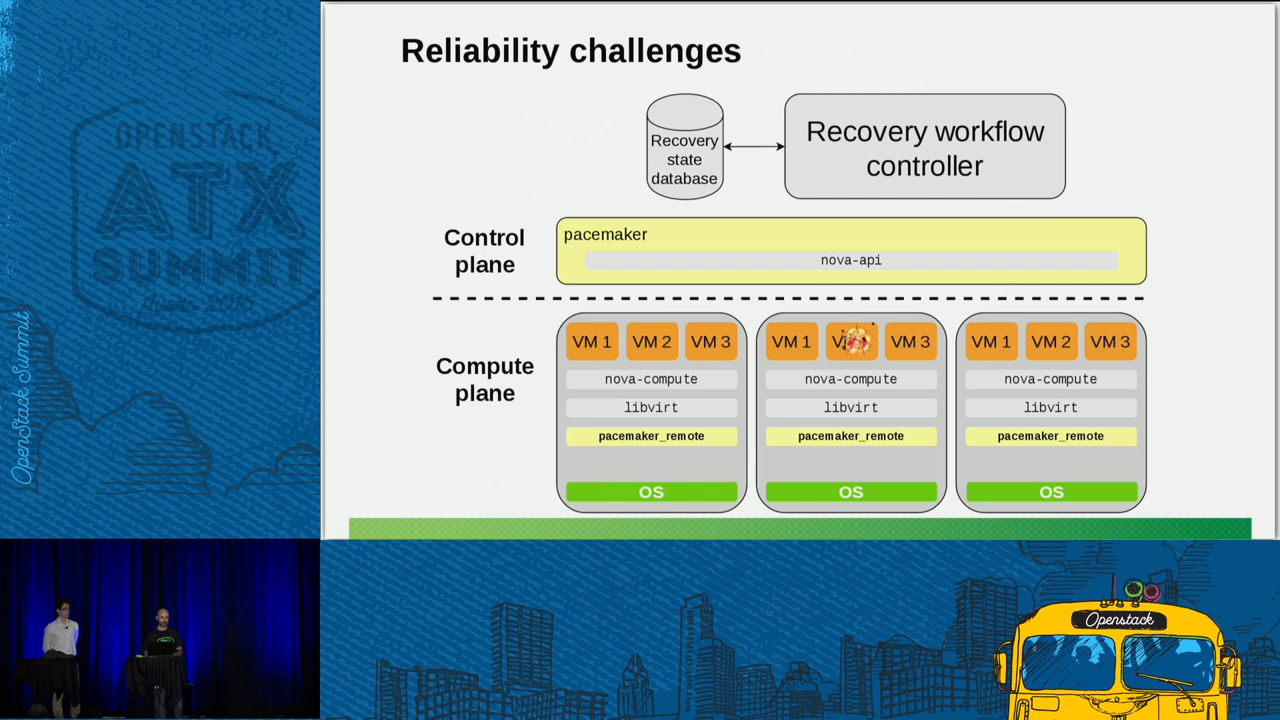 OPENSTACK
ATX
SUMMIT
Austin 2016
OpenStack Summit
Reliability challenges
Recovery
state
database
Recovery workflow
controller
Control
plane
pacemaker
nova-api
Compute
plane
VM 1 VM 2 VM 3
nova-compute
libvirt
pacemaker_remote
OS
VM 1 V VM 3
nova-compute
libvirt
pacemaker_remote
OS
VM 1 VM 2 VM 3
nova-compute
libvirt
pacemaker_remote
OS
Openstack